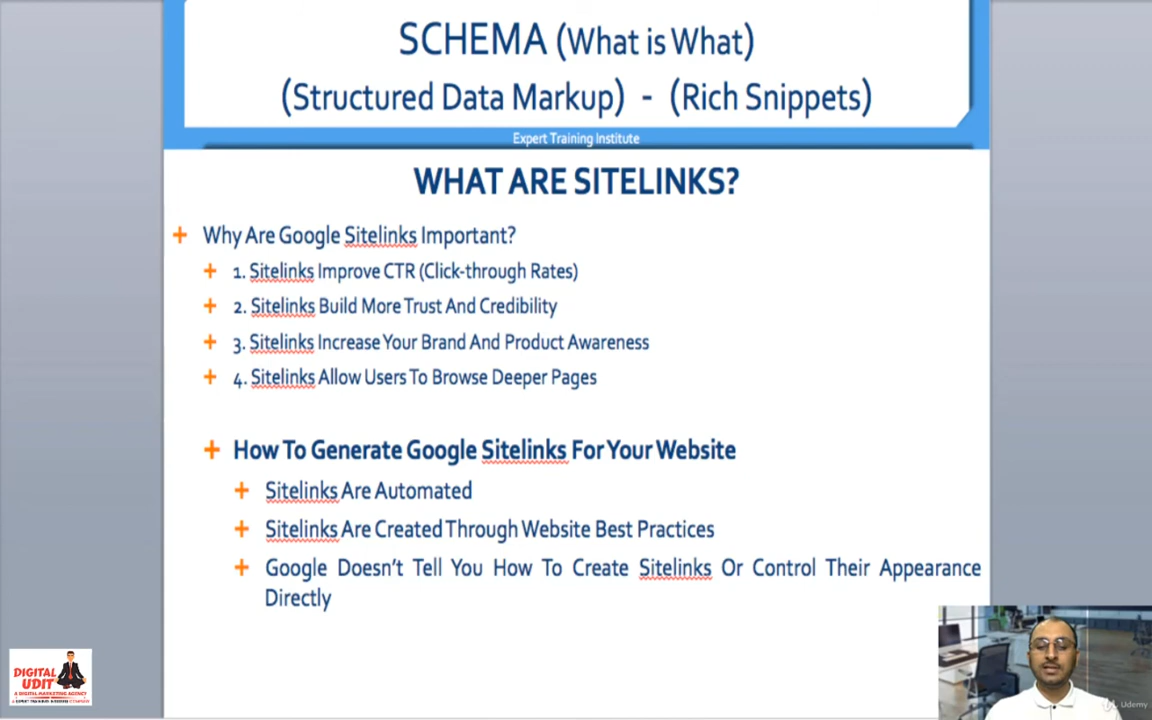 SCHEMA (What is What)
(Structured Data Markup) - (Rich Snippets)
Expert Training Institute
WHAT ARE SITELINKS?
Why Are Google Sitelinks Important?
1. Sitelinks Improve CTR (Click-through Rates)
2. Sitelinks Build More Trust And Credibility
3. Sitelinks Increase Your Brand And Product Awareness
4. Sitelinks Allow Users To Browse Deeper Pages
How To Generate Google Sitelinks For Your Website
Sitelinks Are Automated
Sitelinks Are Created Through Website Best Practices
Google Doesn't Tell You How To Create Sitelinks Or Control Their Appearance
Directly
DIGITAL
UDIT
A DIGITAL MARKETING AGENCY
Udemy